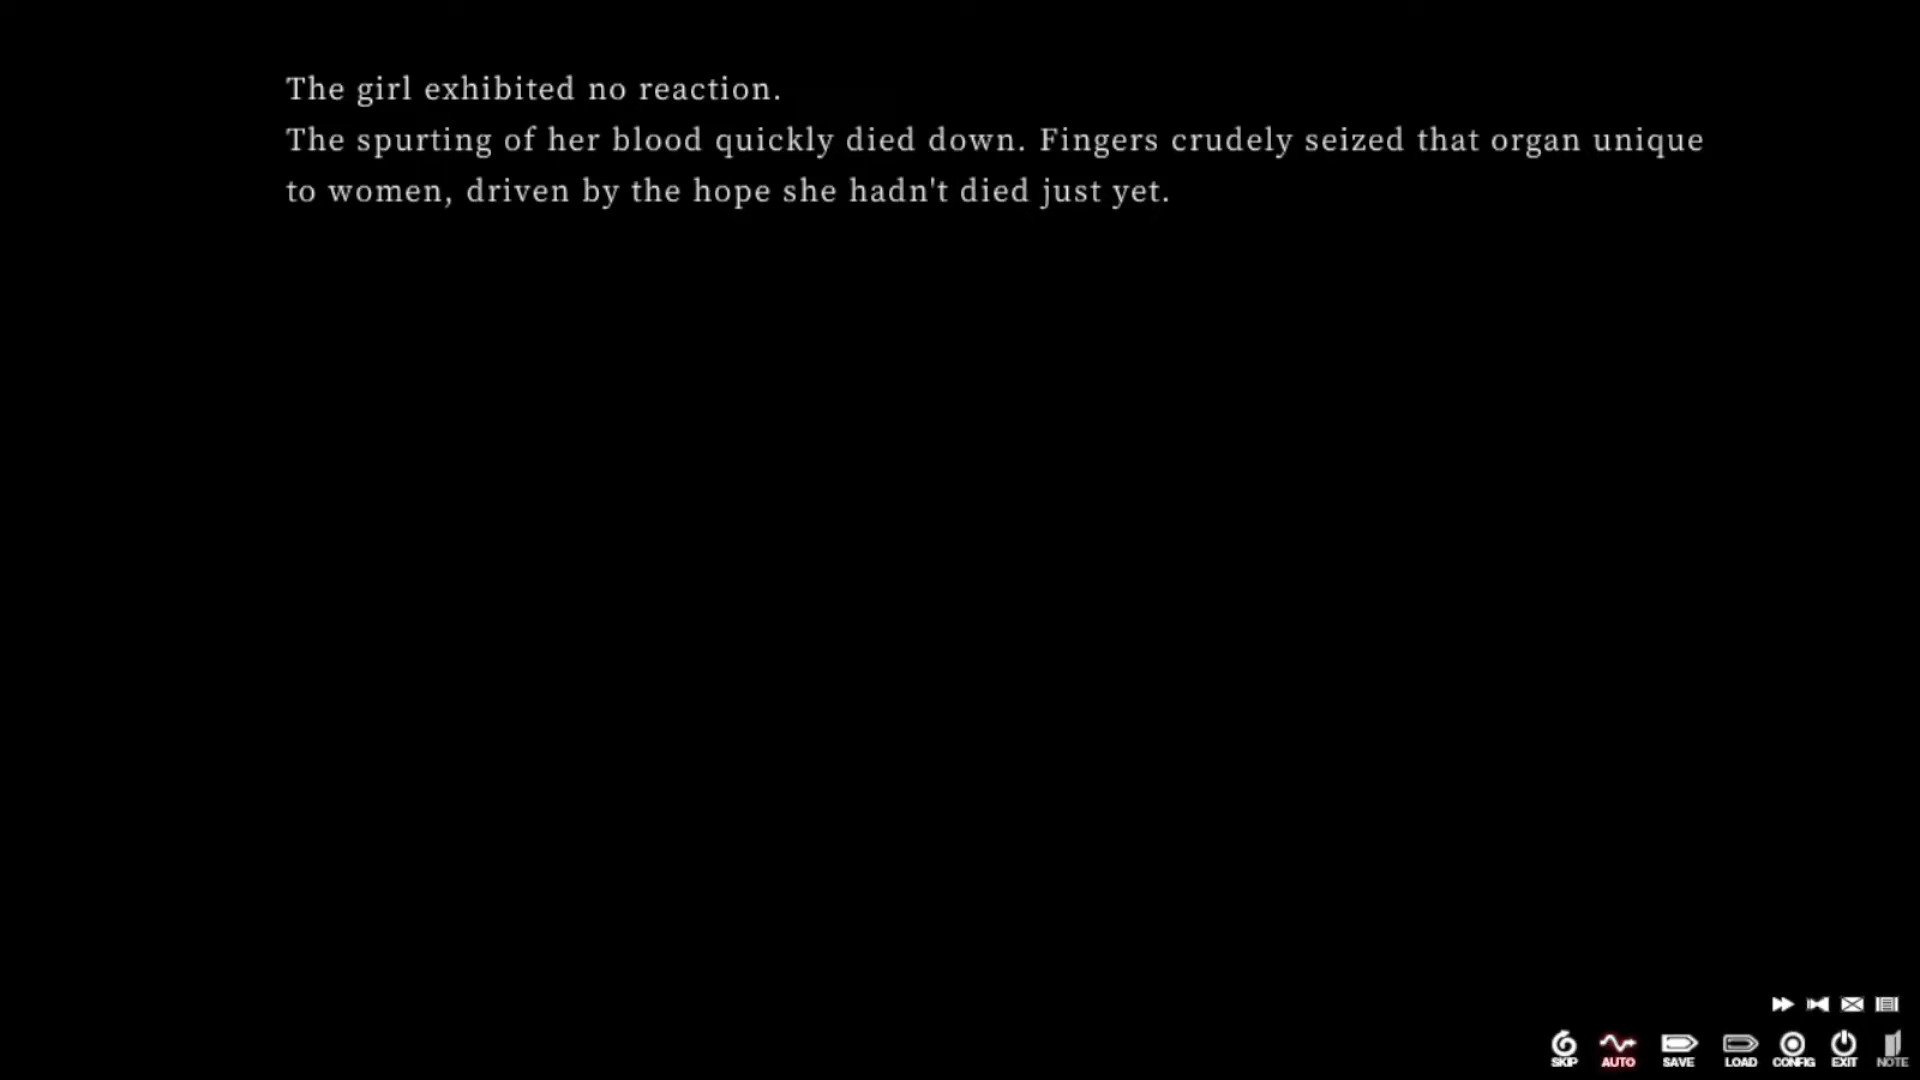 The girl exhibited no reaction.
The spurting of her blood quickly died down. Fingers crudely seized that organ unique
to women, driven by the hope she hadn't died just yet.
SKIP AUTO SAVE LOAD CONFIG EXIT NOTE